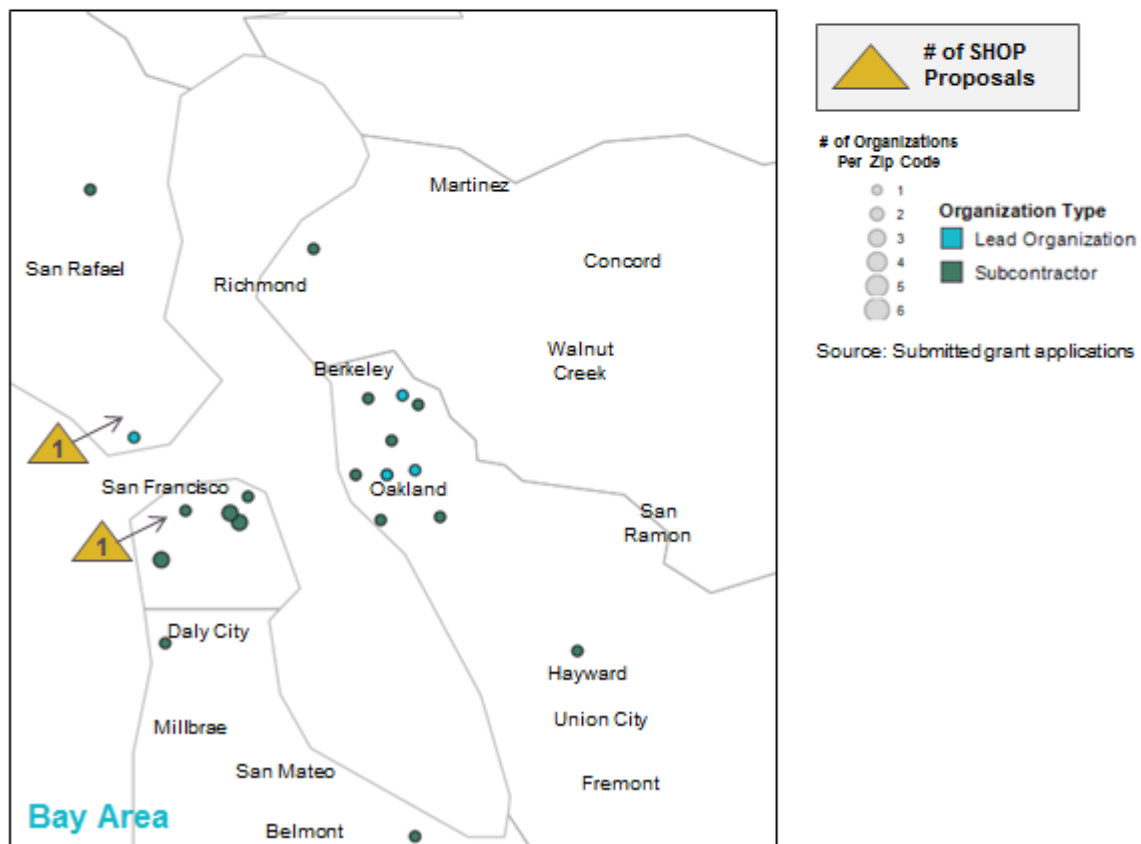 # of SHOP
Proposals
# of Organizations
Per Zip Code
1
2
3
4
5
6
Organization Type
Lead Organization
Subcontractor
Source: Submitted grant applications
Martinez
San Rafael
Concord
Richmond
Walnut
Creek
Berkeley
1
San Francisco
Oakland
San
Ramon
1
Daly City
Hayward
Union City
Millbrae
San Mateo
Fremont
Bay Area
Belmont